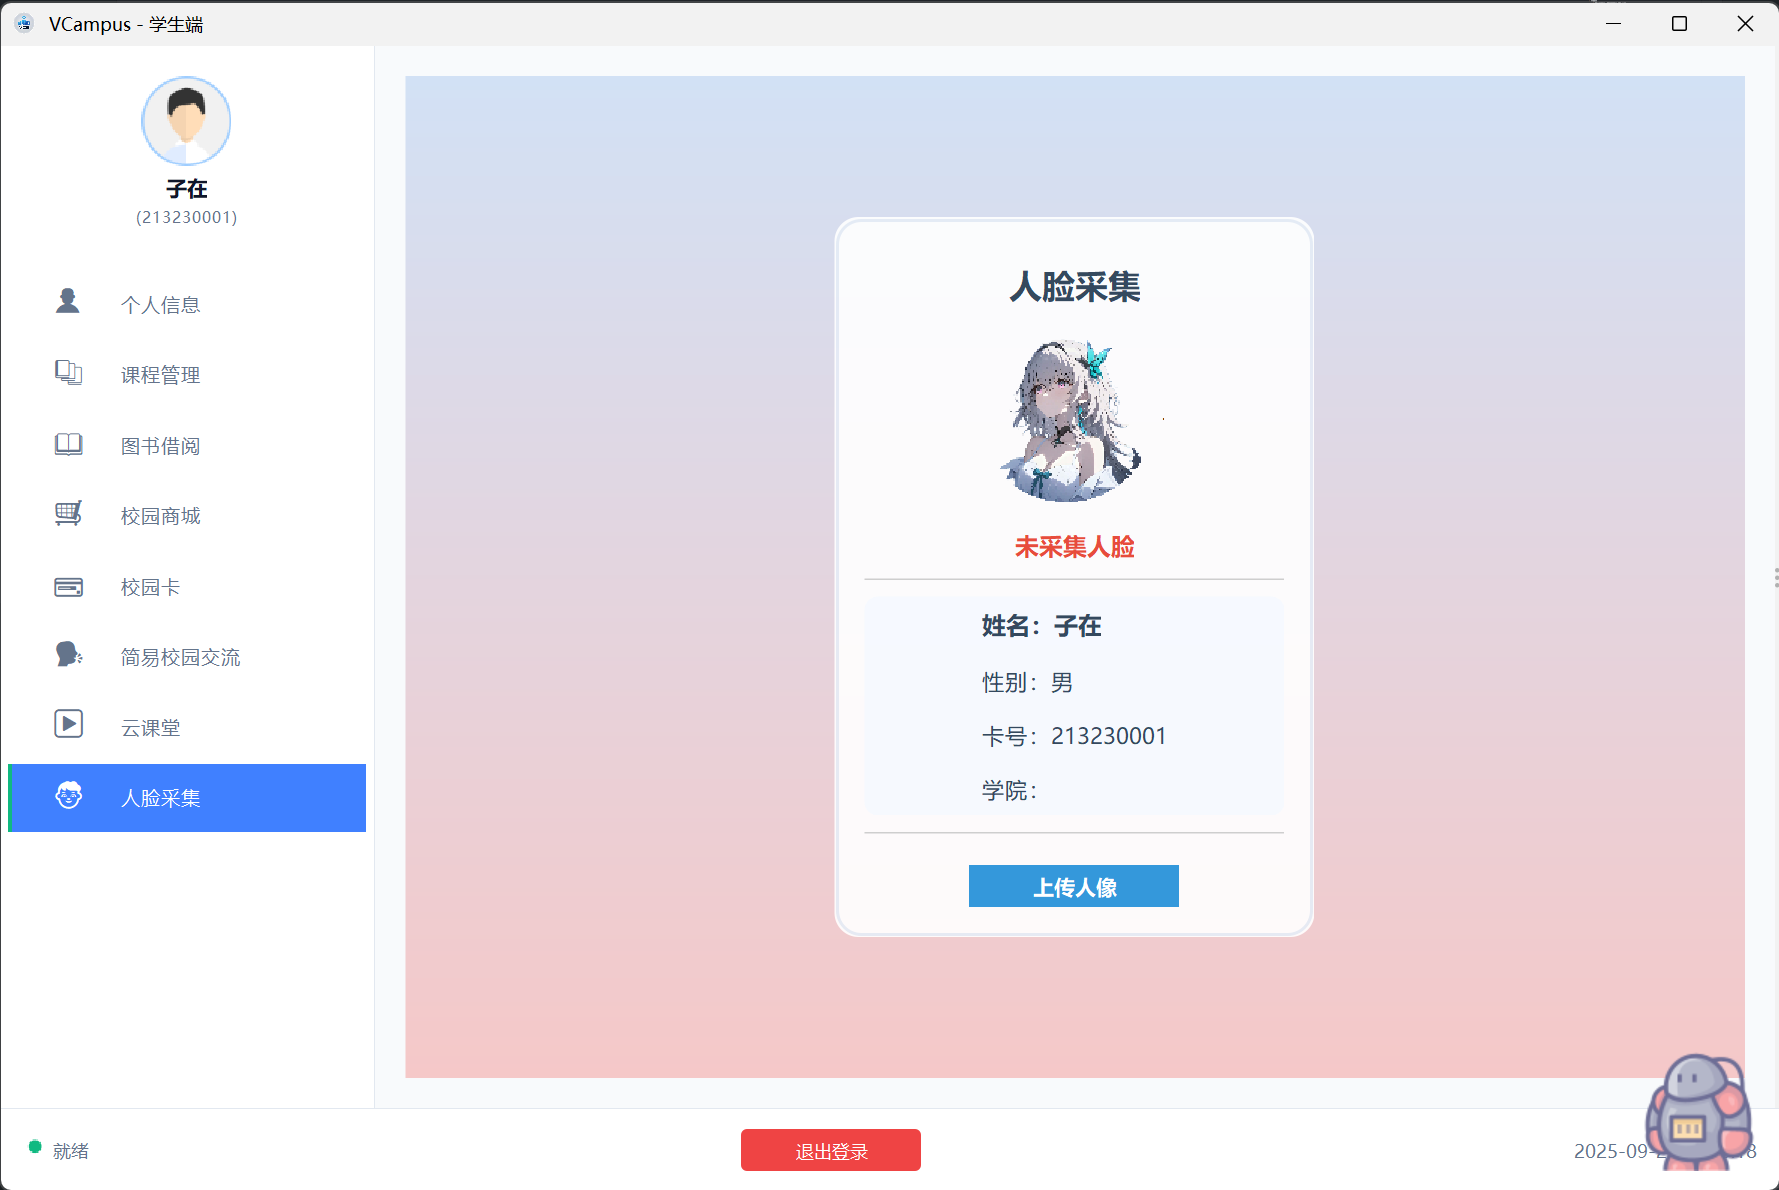 VCampus - 学生端
子在
(213230001)
个人信息
课程管理
图书借阅
校园商城
校园卡
简易校园交流
云课堂
人脸采集
人脸采集
未采集人脸
姓名：子在
性别：男
卡号：213230001
学院：
上传人像
就绪
退出登录
2025-09-